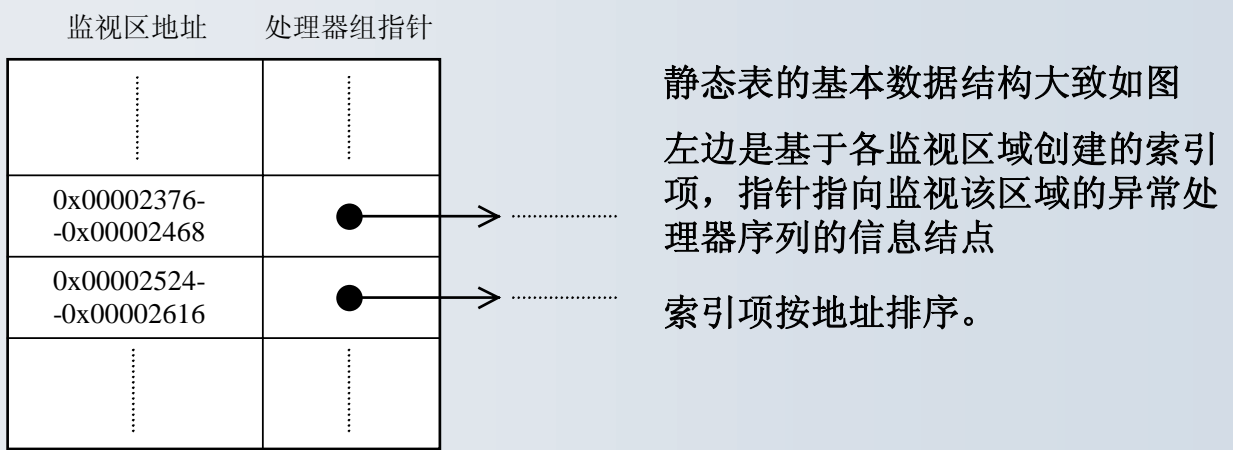 监视区地址 处理器组指针
0x00002376-
-0x00002468
0x00002524-
-0x00002616
静态表的基本数据结构大致如图
左边是基于各监视区域创建的索引
项，指针指向监视该区域的异常处
理器序列的信息结点
索引项按地址排序。